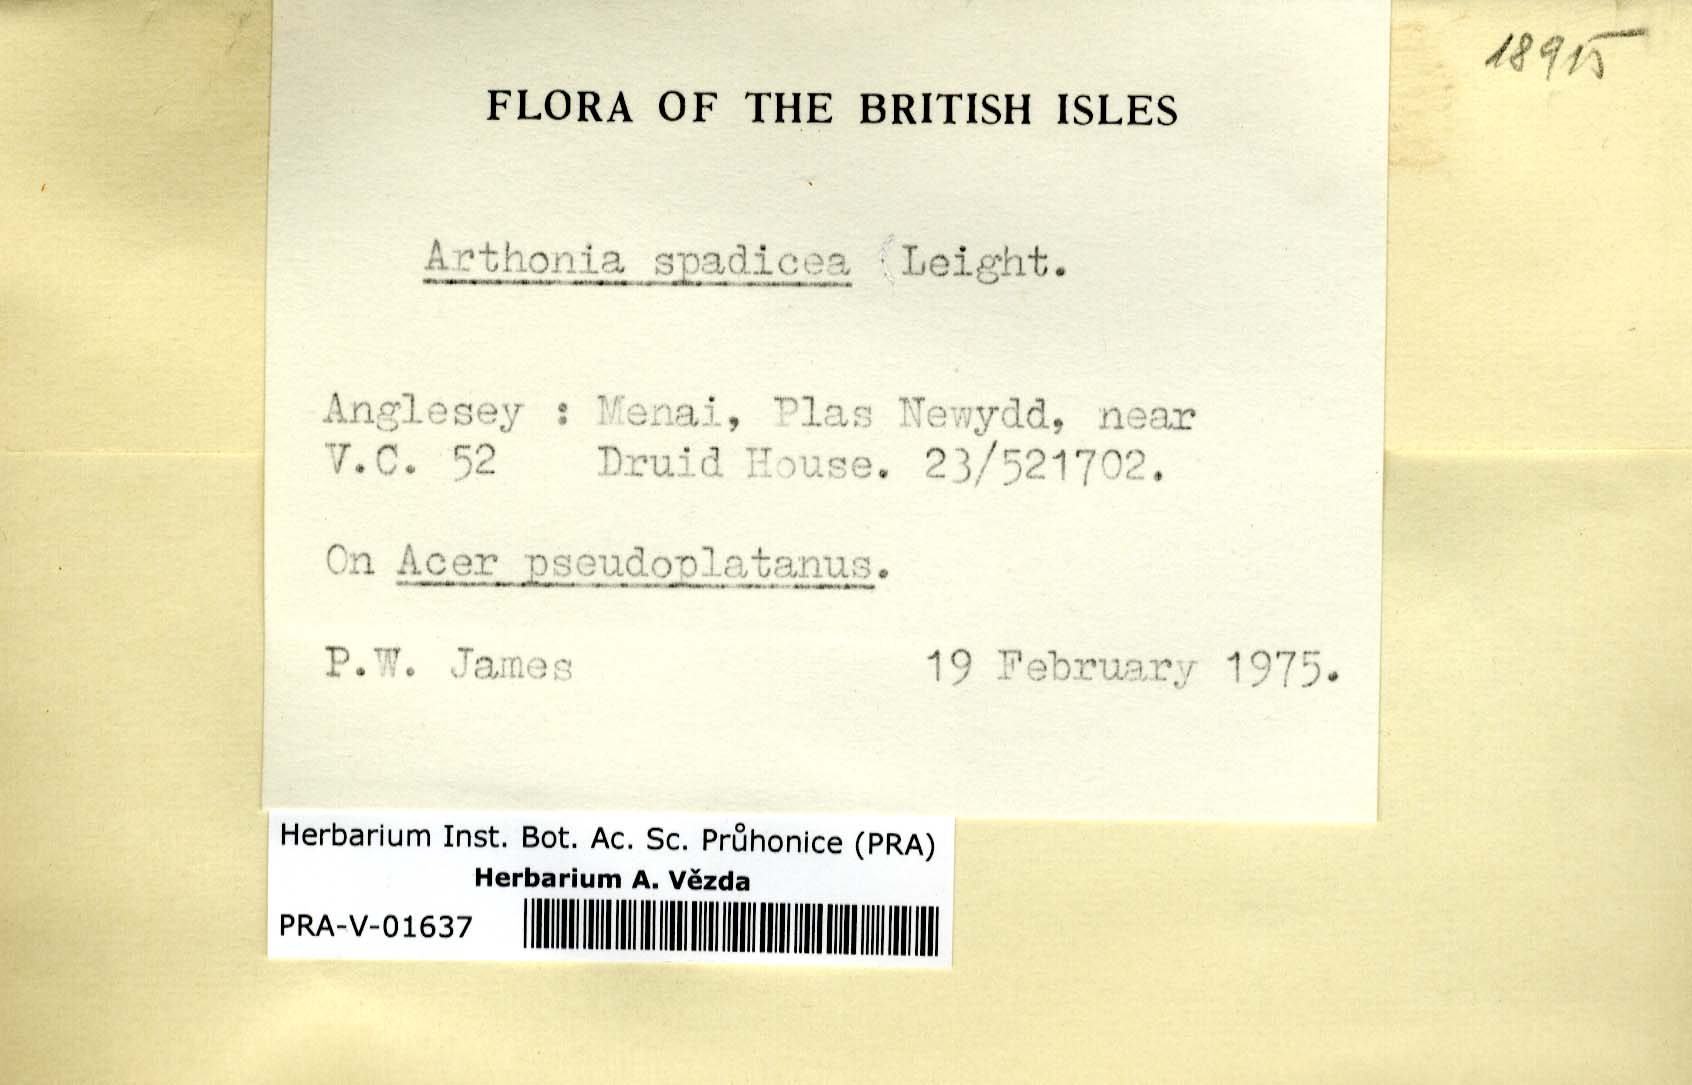 18915
FLORA OF THE BRITISH ISLES
Arthonia spadicea (Leight.
Anglesey : Menai, Plas Newydd, near
V.C. 52 Druid House. 23/521702.
On Acer pseudoplatanus.
P.W. James 19 February 1975.
Herbarium Inst. Bot. Ac. Sc. Průhonice (PRA)
Herbarium A. Vězda
PRA-V-01637